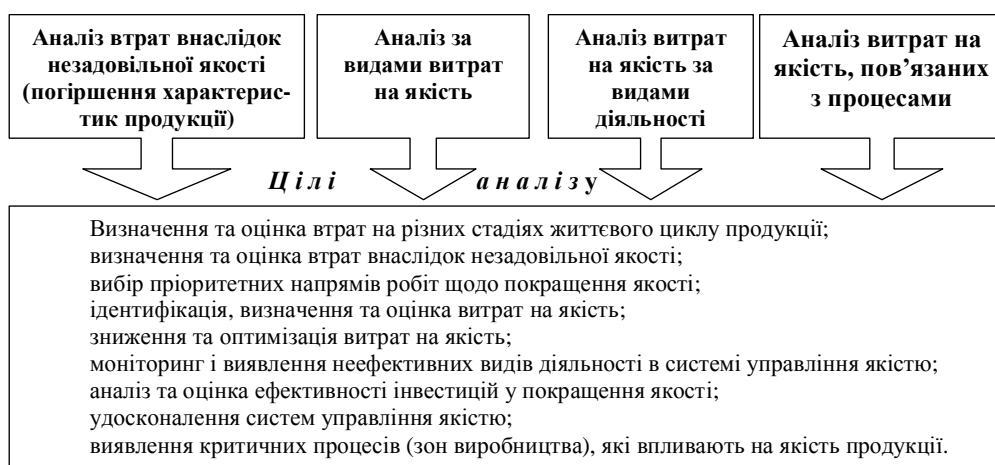 Аналіз втрат внаслідок
незадовільної якості
(погіршення характерис-
тик продукції)
Аналіз за
видами витрат
на якість
Аналіз витрат
на якість за
видами
діяльності
Аналіз витрат на
якість, пов’язаних
з процесами
Цілі аналізу
Визначення та оцінка втрат на різних стадіях життєвого циклу продукції;
визначення та оцінка втрат внаслідок незадовільної якості;
вибір пріоритетних напрямів робіт щодо покращення якості;
ідентифікація, визначення та оцінка витрат на якість;
зниження та оптимізація витрат на якість;
моніторинг і виявлення неефективних видів діяльності в системі управління якістю;
аналіз та оцінка ефективності інвестицій у покращення якості;
удосконалення систем управління якістю;
виявлення критичних процесів (зон виробництва), які впливають на якість продукції.